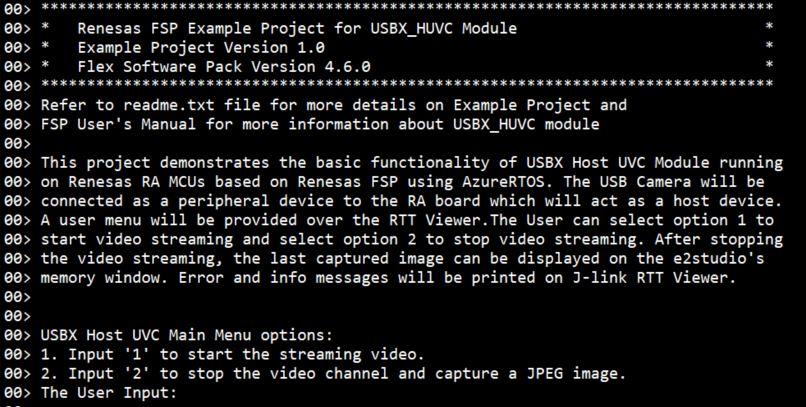 00> *******************************************************************************
00> *   Renesas FSP Example Project for USBX_HUVC Module                           *
00> *   Example Project Version 1.0                                                *
00> *   Flex Software Pack Version 4.6.0                                           *
00> *******************************************************************************
00> Refer to readme.txt file for more details on Example Project and
00> FSP User's Manual for more information about USBX_HUVC module
00>
00> This project demonstrates the basic functionality of USBX Host UVC Module running
00> on Renesas RA MCUs based on Renesas FSP using AzureRTOS. The USB Camera will be
00> connected as a peripheral device to the RA board which will act as a host device.
00> A user menu will be provided over the RTT Viewer.The User can select option 1 to
00> start video streaming and select option 2 to stop video streaming. After stopping
00> the video streaming, the last captured image can be displayed on the e2studio's
00> memory window. Error and info messages will be printed on J-link RTT Viewer.
00>
00>
00> USBX Host UVC Main Menu options:
00> 1. Input '1' to start the streaming video.
00> 2. Input '2' to stop the video channel and capture a JPEG image.
00> The User Input: